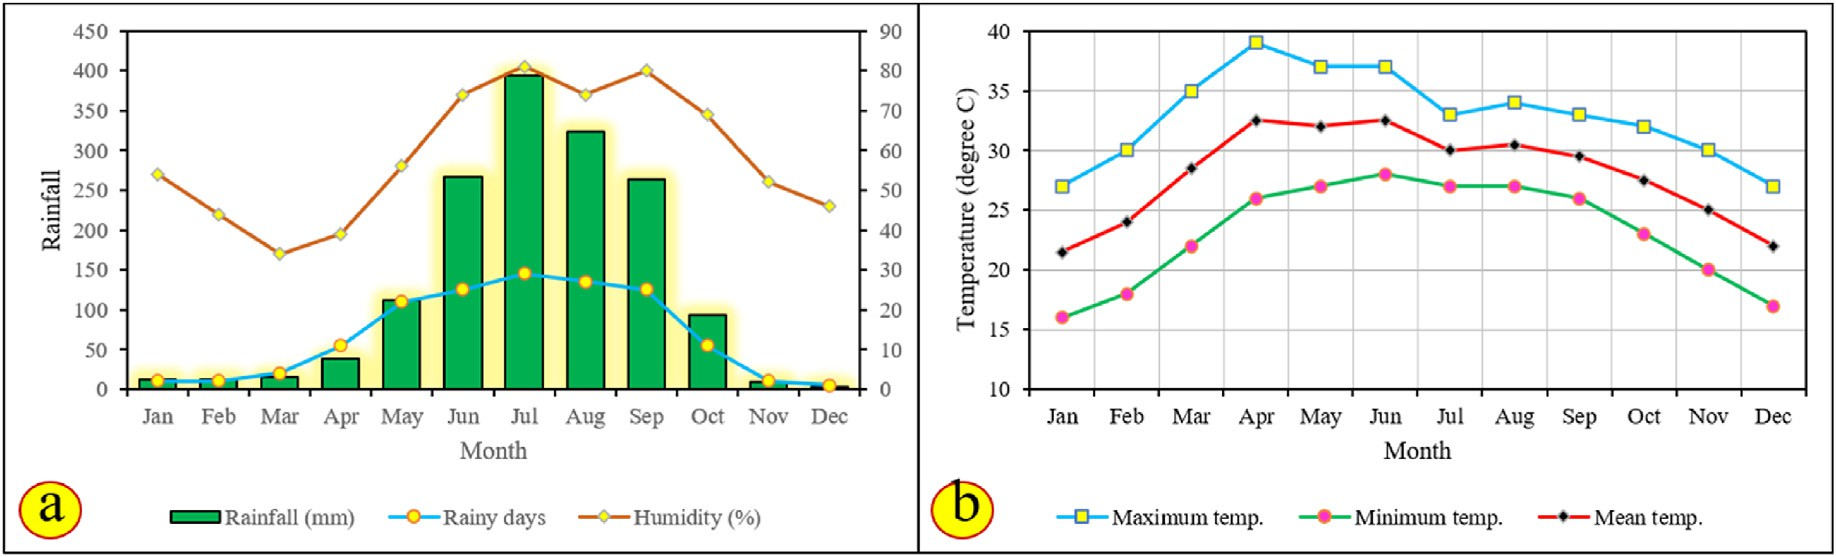 450
400
350
300
250
200
150
100
50
0
Rainfall
90
80
70
60
50
40
30
20
10
0
Jan Feb Mar Apr May Jun Jul Aug Sep Oct Nov Dec
Month
a
Rainfall (mm) Rainy days Humidity (%)
40
35
30
25
20
15
10
Temperature (degree C)
Jan Feb Mar Apr May Jun Jul Aug Sep Oct Nov Dec
Month
b
Maximum temp. Minimum temp. Mean temp.